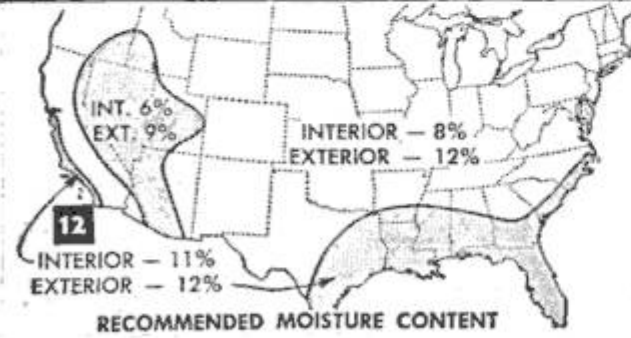 INT. 6%
EXT. 9%
INTERIOR – 8%
EXTERIOR – 12%
12
INTERIOR – 11%
EXTERIOR – 12%
RECOMMENDED MOISTURE CONTENT